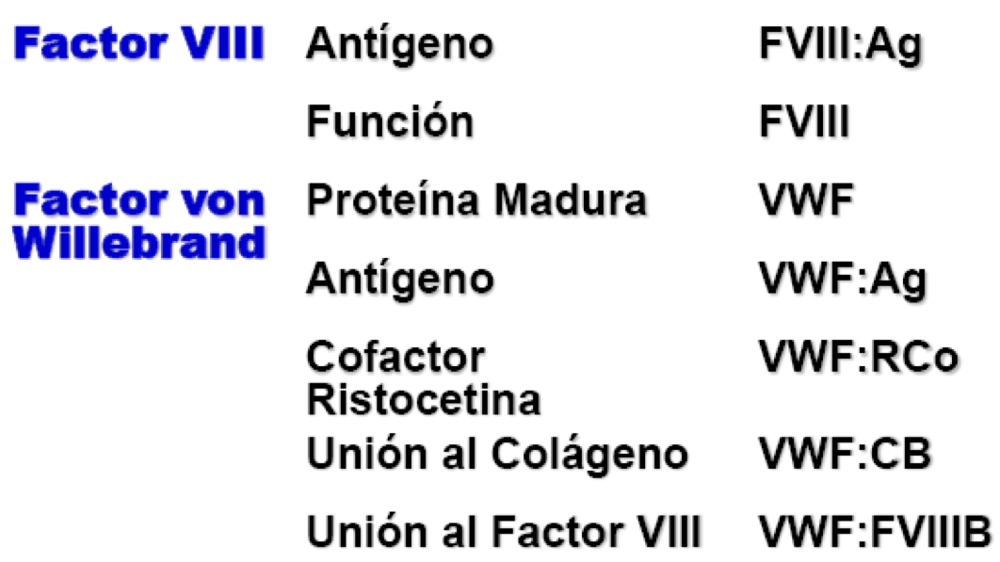 Factor VIII Antígeno FVIII:Ag
Función FVIII
Factor von Proteína Madura VWF
Willebrand
Antígeno VWF:Ag
Cofactor VWF:RCo
Ristocetina
Unión al Colágeno VWF:CB
Unión al Factor VIII VWF:FVIIIB